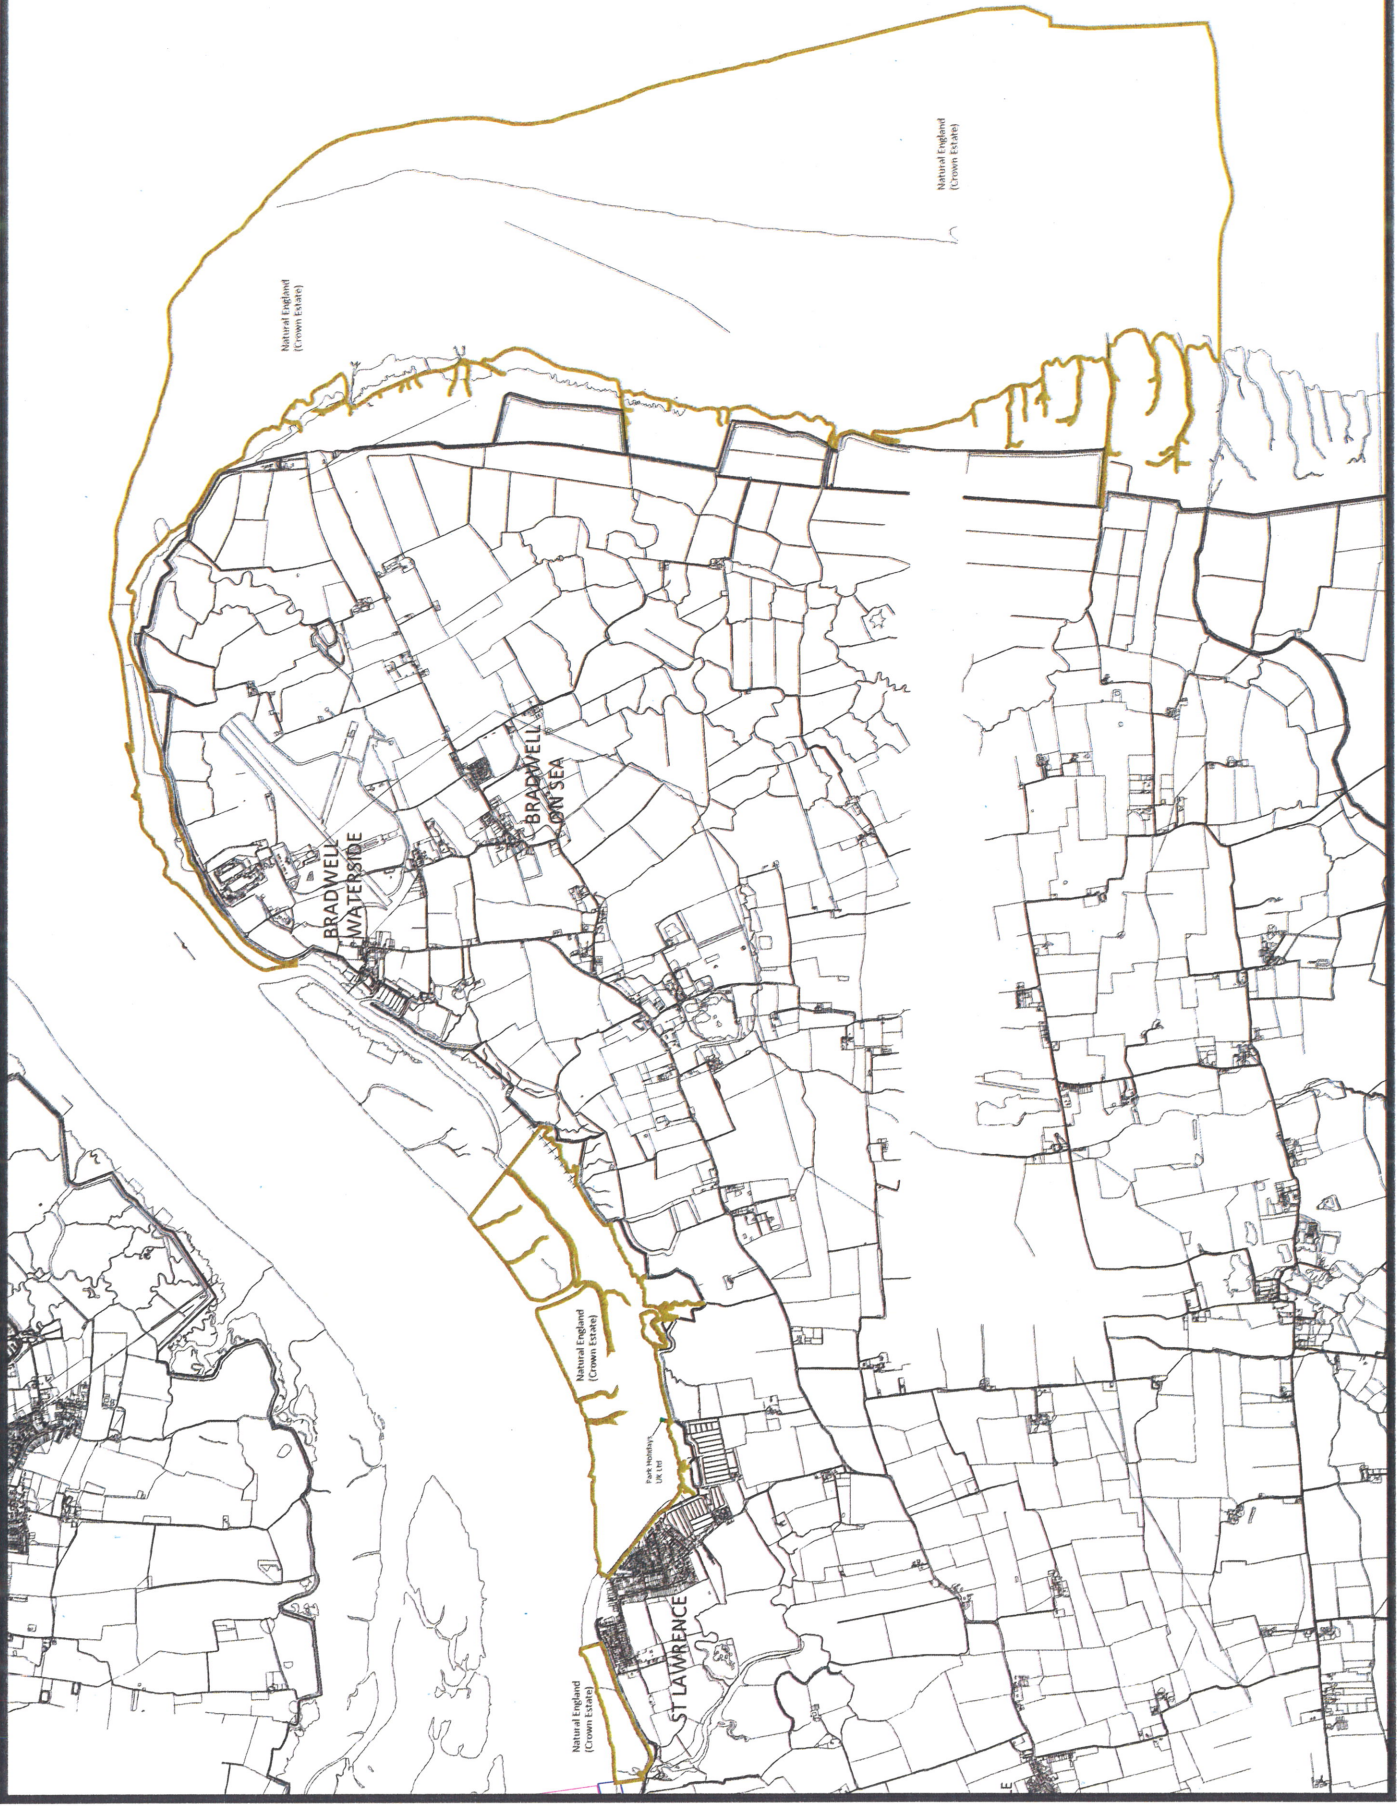 Natural England
(Crown Estate)
Natural England
(Crown Estate)
BRADWELL
ON SEA
BRADWELL
WATERSIDE
Natural England
(Crown Estate)
Park Holidays
UK Ltd
ST LAWRENCE
Natural England
(Crown Estate)
E